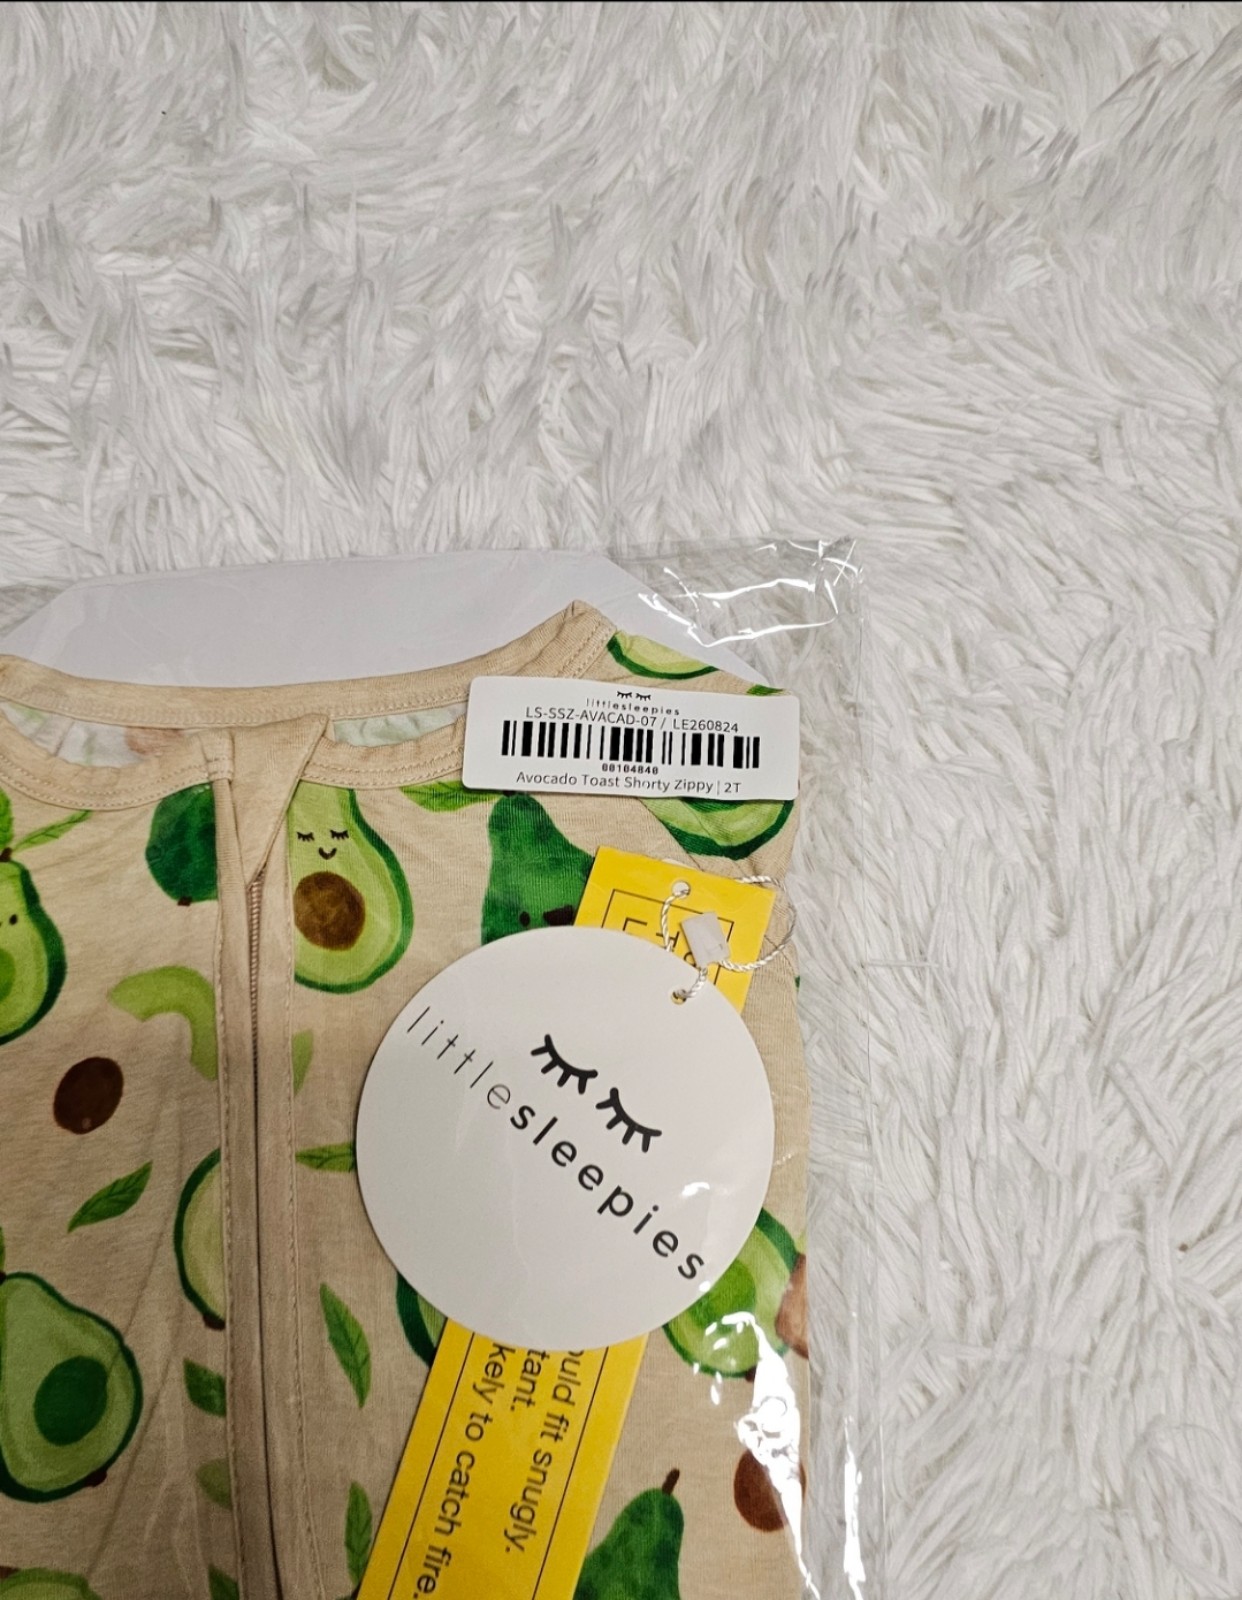 littlesleepies
LS-SSZ-AVACAD-07 / LE260824
00104840
Avocado Toast Shorty Zippy | 2T
littlesleepies
fit snugly.
to catch fire.